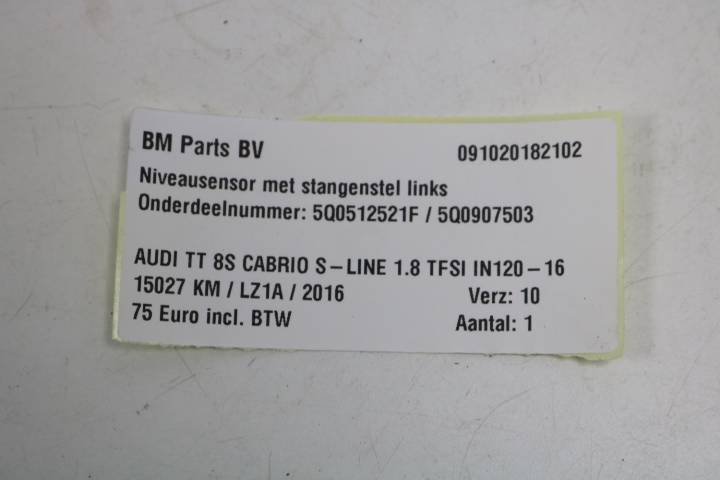 BM Parts BV 091020182102
Niveausensor met stangenstel links
Onderdeelnummer: 5Q0512521F / 5Q0907503
AUDI TT 8S CABRIO S-LINE 1.8 TFSI IN120-16
15027 KM / LZ1A / 2016 Verz: 10
75 Euro incl. BTW Aantal: 1